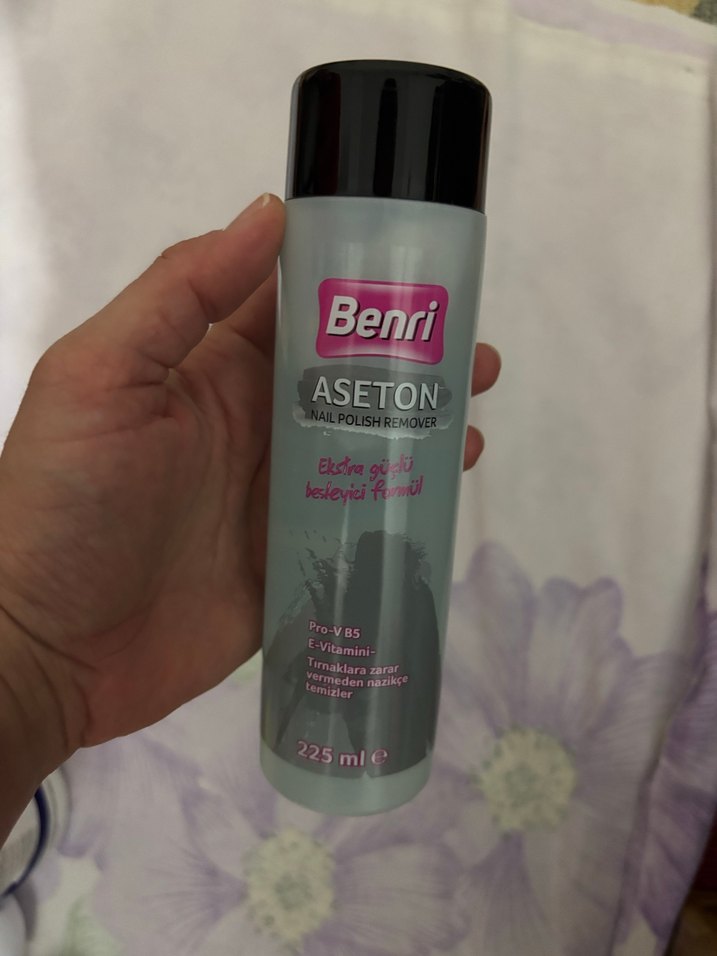 Benri
ASETON
NAIL POLISH REMOVER
Ekstra güçlü
besleyici formül
Pro-V B5
E-Vitamini-
Tırnaklara zarar
vermeden nazikçe
temizler
225 ml ℮